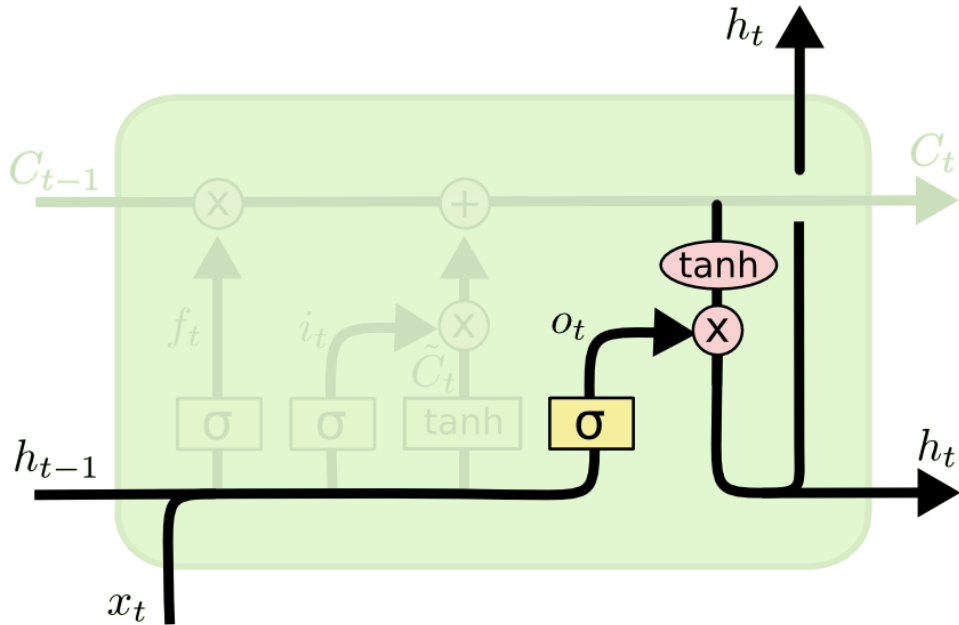 h_t
C_{t-1}
C_t
x
+
tanh
f_t
i_t
x
o_t
x
C̃_t
σ
σ
tanh
σ
h_{t-1}
h_t
x_t